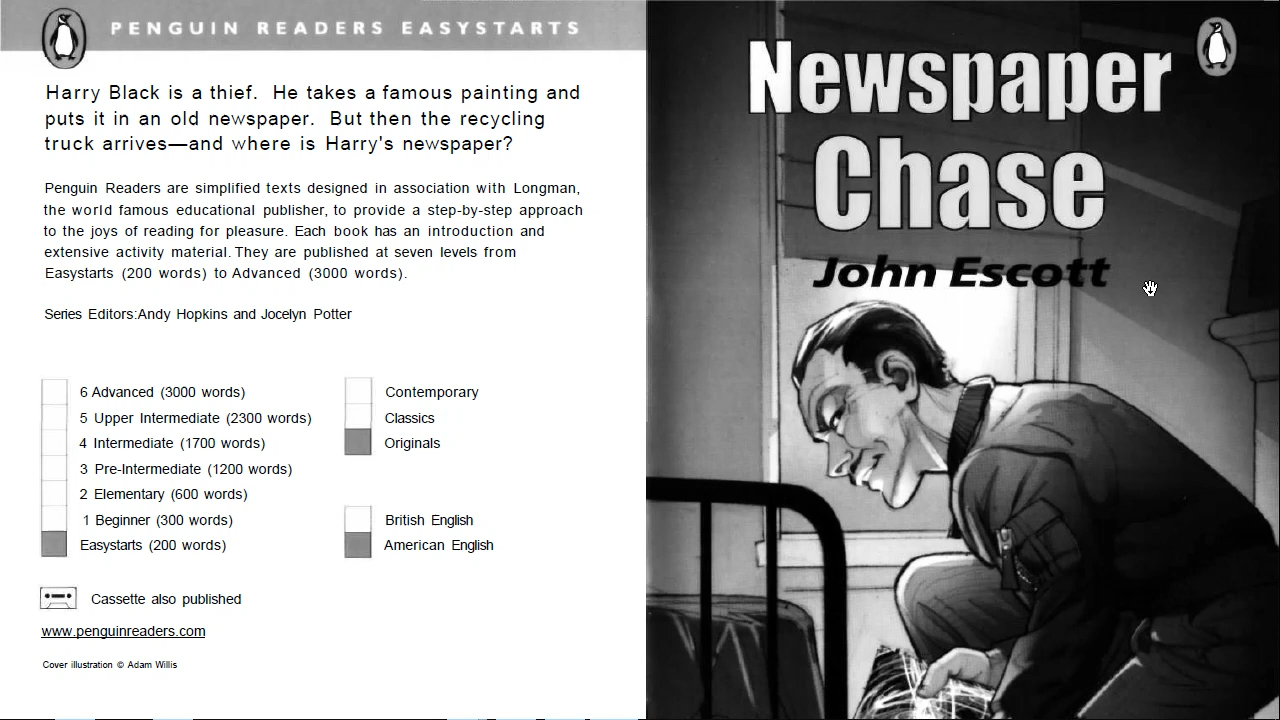 PENGUIN READERS EASYSTARTS
Harry Black is a thief. He takes a famous painting and
puts it in an old newspaper. But then the recycling
truck arrives—and where is Harry's newspaper?
Penguin Readers are simplified texts designed in association with Longman,
the world famous educational publisher, to provide a step-by-step approach
to the joys of reading for pleasure. Each book has an introduction and
extensive activity material. They are published at seven levels from
Easystarts (200 words) to Advanced (3000 words).
Series Editors:Andy Hopkins and Jocelyn Potter
6 Advanced (3000 words)
5 Upper Intermediate (2300 words)
4 Intermediate (1700 words)
3 Pre-Intermediate (1200 words)
2 Elementary (600 words)
1 Beginner (300 words)
Easystarts (200 words)
Contemporary
Classics
Originals
British English
American English
Cassette also published
www.penguinreaders.com
Cover illustration © Adam Willis
Newspaper
Chase
John Escott